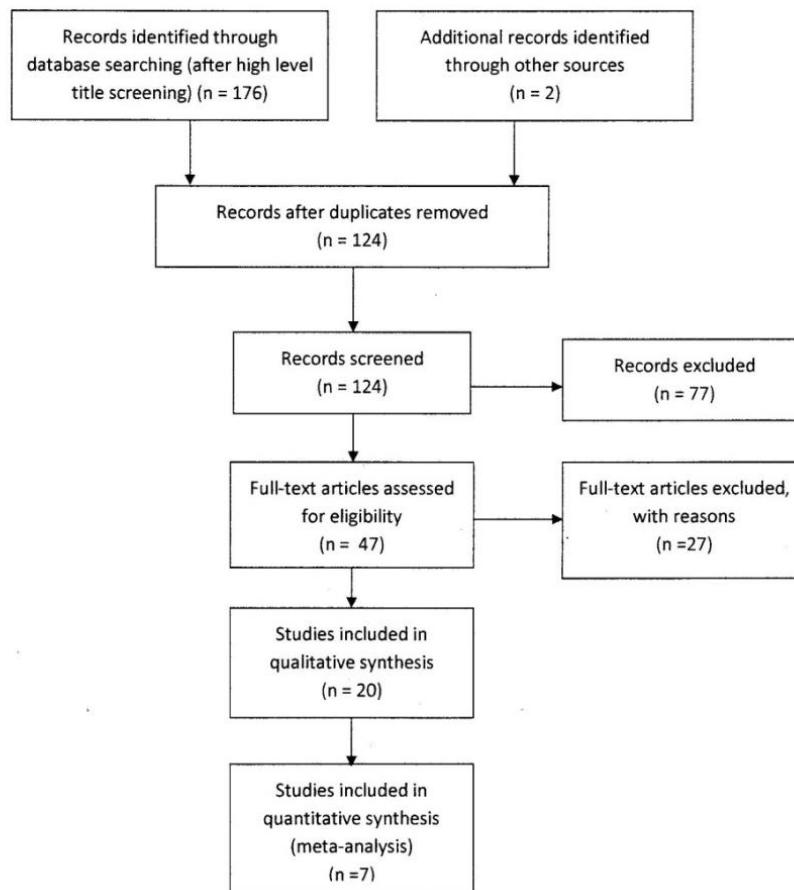 Records identified through
database searching (after high level
title screening) (n = 176)
Additional records identified
through other sources
(n = 2)
Records after duplicates removed
(n = 124)
Records screened
(n = 124)
Records excluded
(n = 77)
Full-text articles assessed
for eligibility
(n = 47)
Full-text articles excluded,
with reasons
(n =27)
Studies included in
qualitative synthesis
(n = 20)
Studies included in
quantitative synthesis
(meta-analysis)
(n =7)